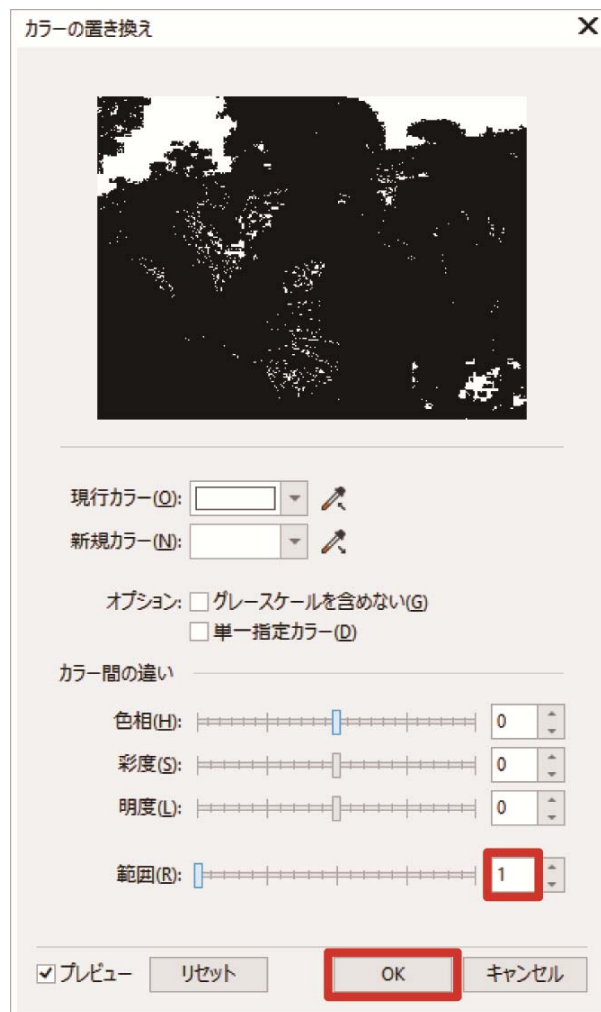 カラーの置き換え
現行カラー(O):
新規カラー(N):
オプション: グレースケールを含めない(G)
単一指定カラー(D)
カラー間の違い
色相(H): 0
彩度(S): 0
明度(L): 0
範囲(R): 1
プレビュー リセット OK キャンセル